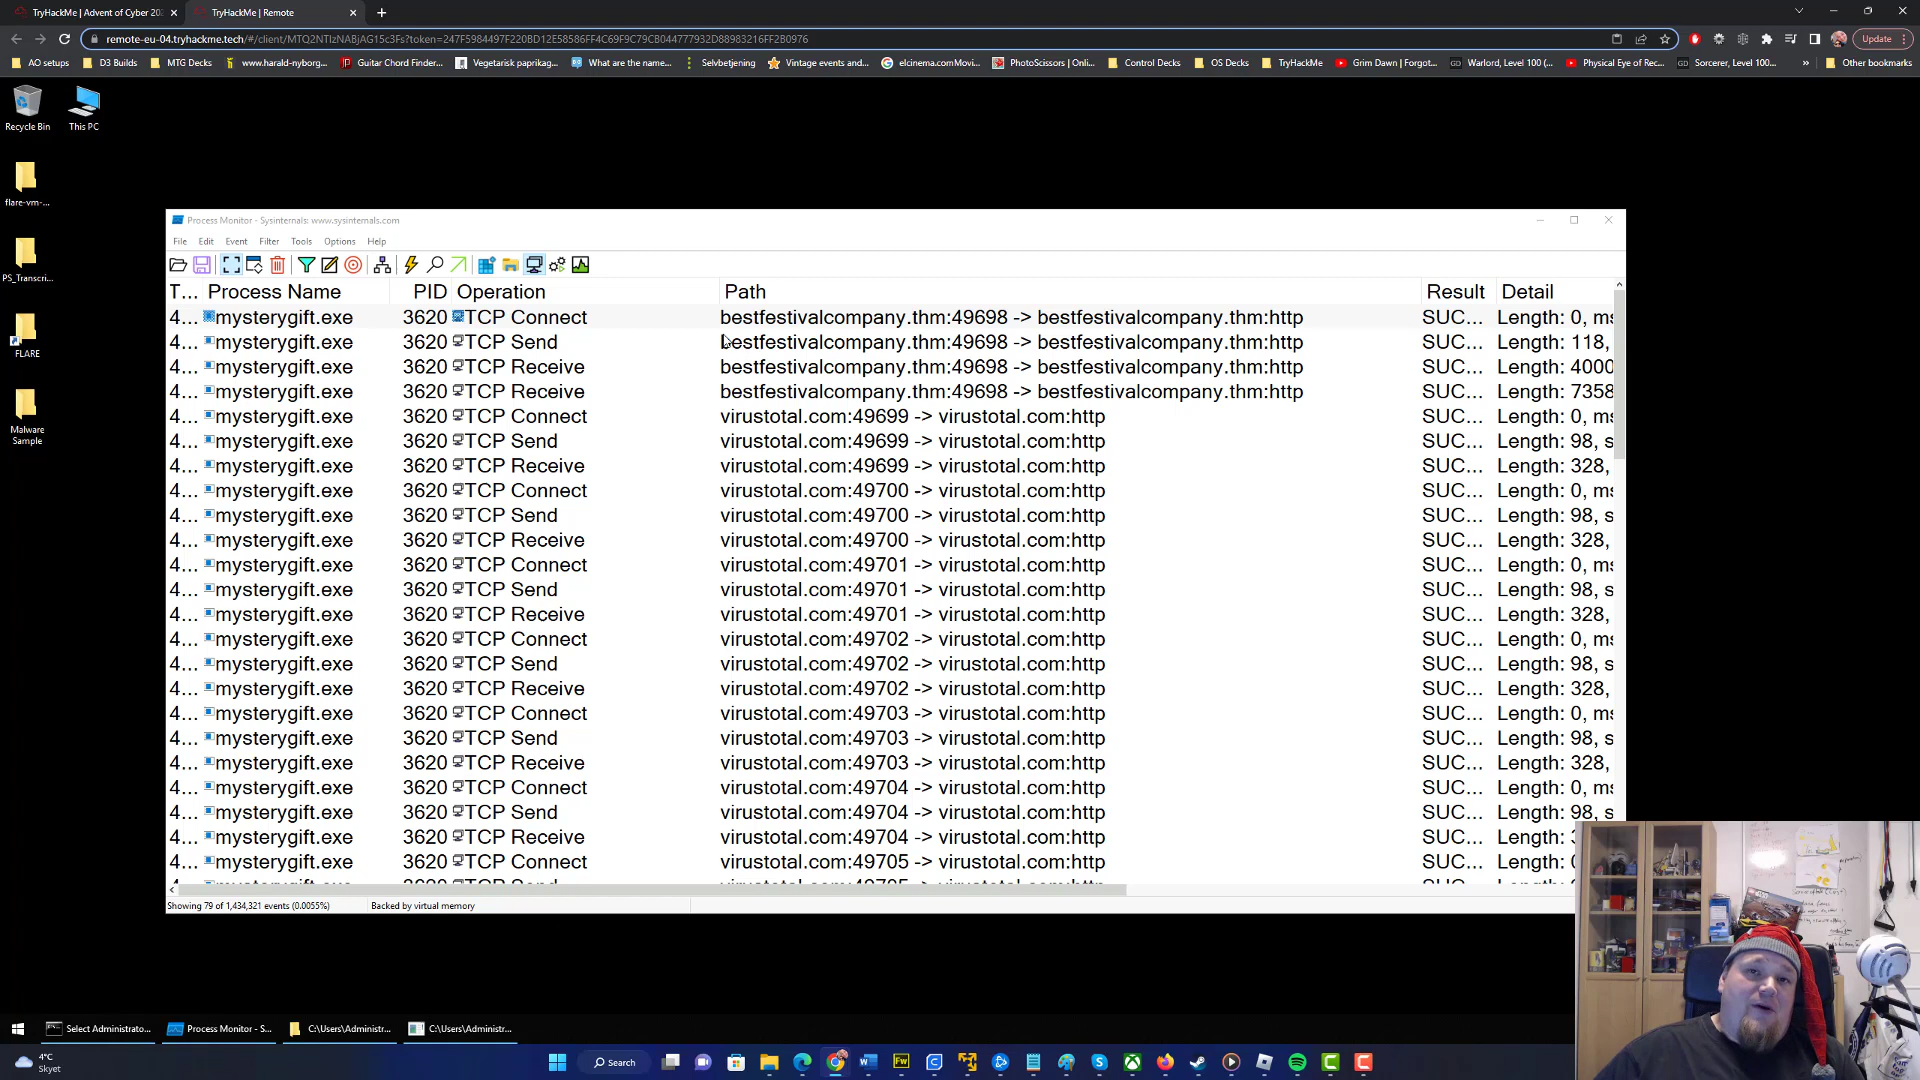 TryHackMe | Advent of Cyber 202
TryHackMe | Remote
remote-eu-04.tryhackme.tech/#/client/MTQ2NTIzNABjAG15c3Fs?token=247F5984497F220BD12E58586FF4C69F9C79CB044777932D88983216FF2B0976
Update
AO setups
D3 Builds
MTG Decks
www.harald-nyborg...
Guitar Chord Finder...
Vegetarisk paprikag...
What are the name...
Selvbetjening
Vintage events and...
elcinema.comMovi...
PhotoScissors | Onli...
Control Decks
OS Decks
TryHackMe
Grim Dawn | Forgot...
Warlord, Level 100 (...
Physical Eye of Rec...
Sorcerer, Level 100...
»
Other bookmarks
Recycle Bin
This PC
flare-vm-...
PS_Transcri...
FLARE
Malware
Sample
Process Monitor - Sysinternals: www.sysinternals.com
File Edit Event Filter Tools Options Help
T... Process Name PID Operation Path Result Detail
4... mysterygift.exe 3620 TCP Connect bestfestivalcompany.thm:49698 -> bestfestivalcompany.thm:http SUC... Length: 0, ms
4... mysterygift.exe 3620 TCP Send bestfestivalcompany.thm:49698 -> bestfestivalcompany.thm:http SUC... Length: 118,
4... mysterygift.exe 3620 TCP Receive bestfestivalcompany.thm:49698 -> bestfestivalcompany.thm:http SUC... Length: 4000
4... mysterygift.exe 3620 TCP Receive bestfestivalcompany.thm:49698 -> bestfestivalcompany.thm:http SUC... Length: 7358
4... mysterygift.exe 3620 TCP Connect virustotal.com:49699 -> virustotal.com:http SUC... Length: 0, ms
4... mysterygift.exe 3620 TCP Send virustotal.com:49699 -> virustotal.com:http SUC... Length: 98, s
4... mysterygift.exe 3620 TCP Receive virustotal.com:49699 -> virustotal.com:http SUC... Length: 328,
4... mysterygift.exe 3620 TCP Connect virustotal.com:49700 -> virustotal.com:http SUC... Length: 0, ms
4... mysterygift.exe 3620 TCP Send virustotal.com:49700 -> virustotal.com:http SUC... Length: 98, s
4... mysterygift.exe 3620 TCP Receive virustotal.com:49700 -> virustotal.com:http SUC... Length: 328,
4... mysterygift.exe 3620 TCP Connect virustotal.com:49701 -> virustotal.com:http SUC... Length: 0, ms
4... mysterygift.exe 3620 TCP Send virustotal.com:49701 -> virustotal.com:http SUC... Length: 98, s
4... mysterygift.exe 3620 TCP Receive virustotal.com:49701 -> virustotal.com:http SUC... Length: 328,
4... mysterygift.exe 3620 TCP Connect virustotal.com:49702 -> virustotal.com:http SUC... Length: 0, ms
4... mysterygift.exe 3620 TCP Send virustotal.com:49702 -> virustotal.com:http SUC... Length: 98, s
4... mysterygift.exe 3620 TCP Receive virustotal.com:49702 -> virustotal.com:http SUC... Length: 328,
4... mysterygift.exe 3620 TCP Connect virustotal.com:49703 -> virustotal.com:http SUC... Length: 0, ms
4... mysterygift.exe 3620 TCP Send virustotal.com:49703 -> virustotal.com:http SUC... Length: 98, s
4... mysterygift.exe 3620 TCP Receive virustotal.com:49703 -> virustotal.com:http SUC... Length: 328,
4... mysterygift.exe 3620 TCP Connect virustotal.com:49704 -> virustotal.com:http SUC... Length: 0, ms
4... mysterygift.exe 3620 TCP Send virustotal.com:49704 -> virustotal.com:http SUC... Length: 98, s
4... mysterygift.exe 3620 TCP Receive virustotal.com:49704 -> virustotal.com:http SUC... Length:
4... mysterygift.exe 3620 TCP Connect virustotal.com:49705 -> virustotal.com:http SUC... Length:
Showing 79 of 1,434,321 events (0.0055%) Backed by virtual memory
Select Administrato...
Process Monitor - S...
C:\Users\Administr...
C:\Users\Administr...
4°C
Skyet
Search
Fw